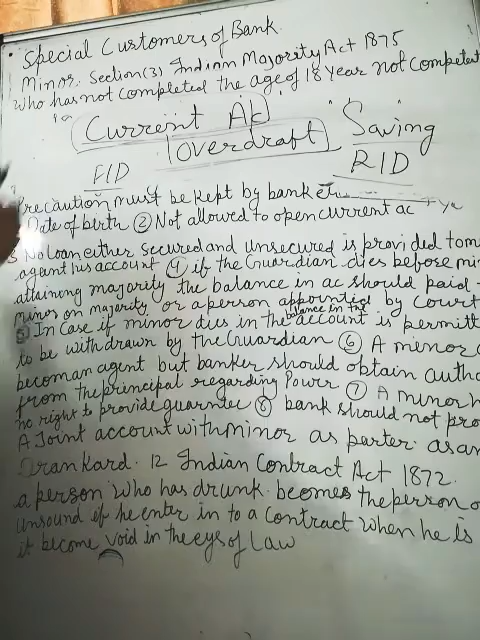 • Special Customers of Bank
Minor. Section(3) Indian Majority Act 1875
Who has not completed the age of 18 Year not Competent
Current A/c Saving
Overdraft
FID RID
Precaution must be kept by banker
Date of birth ② Not allowed to open current ac
No loan either secured and unsecured is provided to
against his account ④ if the Guardian dies before mi
attaining majority the balance in ac should paid
minor on majority or a person appointed by court
⑤ In Case if minor dies in the balance in the account is permitt
to be withdrawn by the Guardian ⑥ A menor
becoman agent but banker should obtain autho
from the principal regarding Power ⑦ A minor h
no right to provide guarntee ⑧ bank should not pro
A Joint account with minor as parter. as an
Drankard. 12 Indian Contract Act 1872.
a person who has drunk. becomes the person o
unsound if he enter in to a Contract when he is
it become void in the eyes of Law